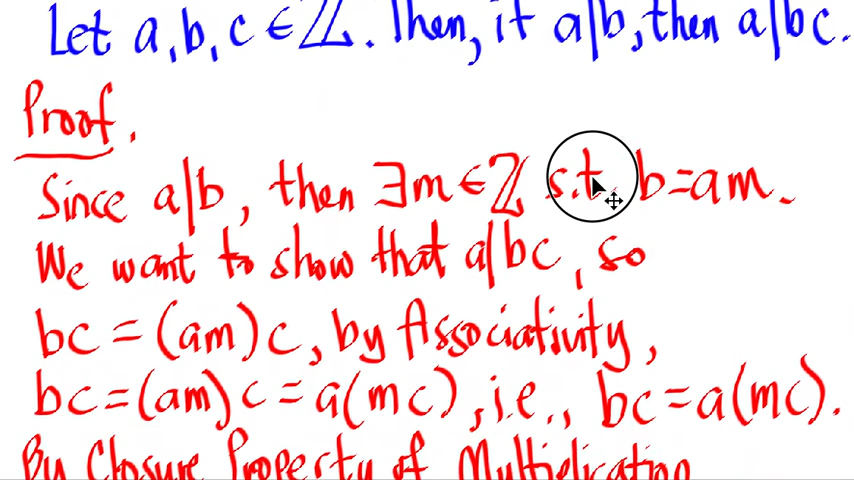 Let a, b, c ∈ ℤ. Then, if a|b, then a|bc.
Proof.
Since a|b, then ∃m ∈ ℤ s.t. b=am.
We want to show that a|bc, so
bc = (am)c, by Associativity,
bc = (am)c = a(mc), i.e., bc = a(mc).
By Closure Property of Multiplication